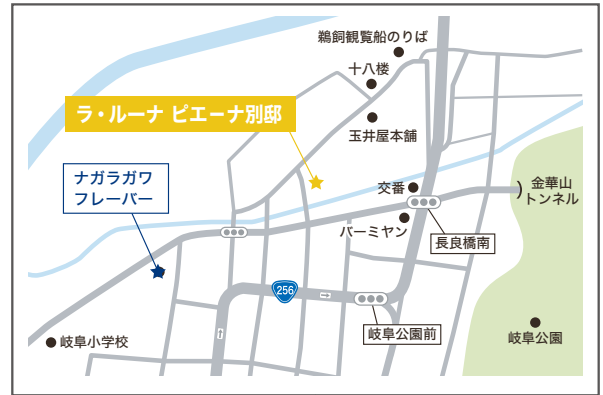 鵜飼観覧船のりば
十八楼
ラ・ルーナ ピエーナ別邸
玉井屋本舗
ナガラガワ
フレーバー
交番
金華山
トンネル
バーミヤン
長良橋南
256
岐阜公園前
岐阜小学校
岐阜公園